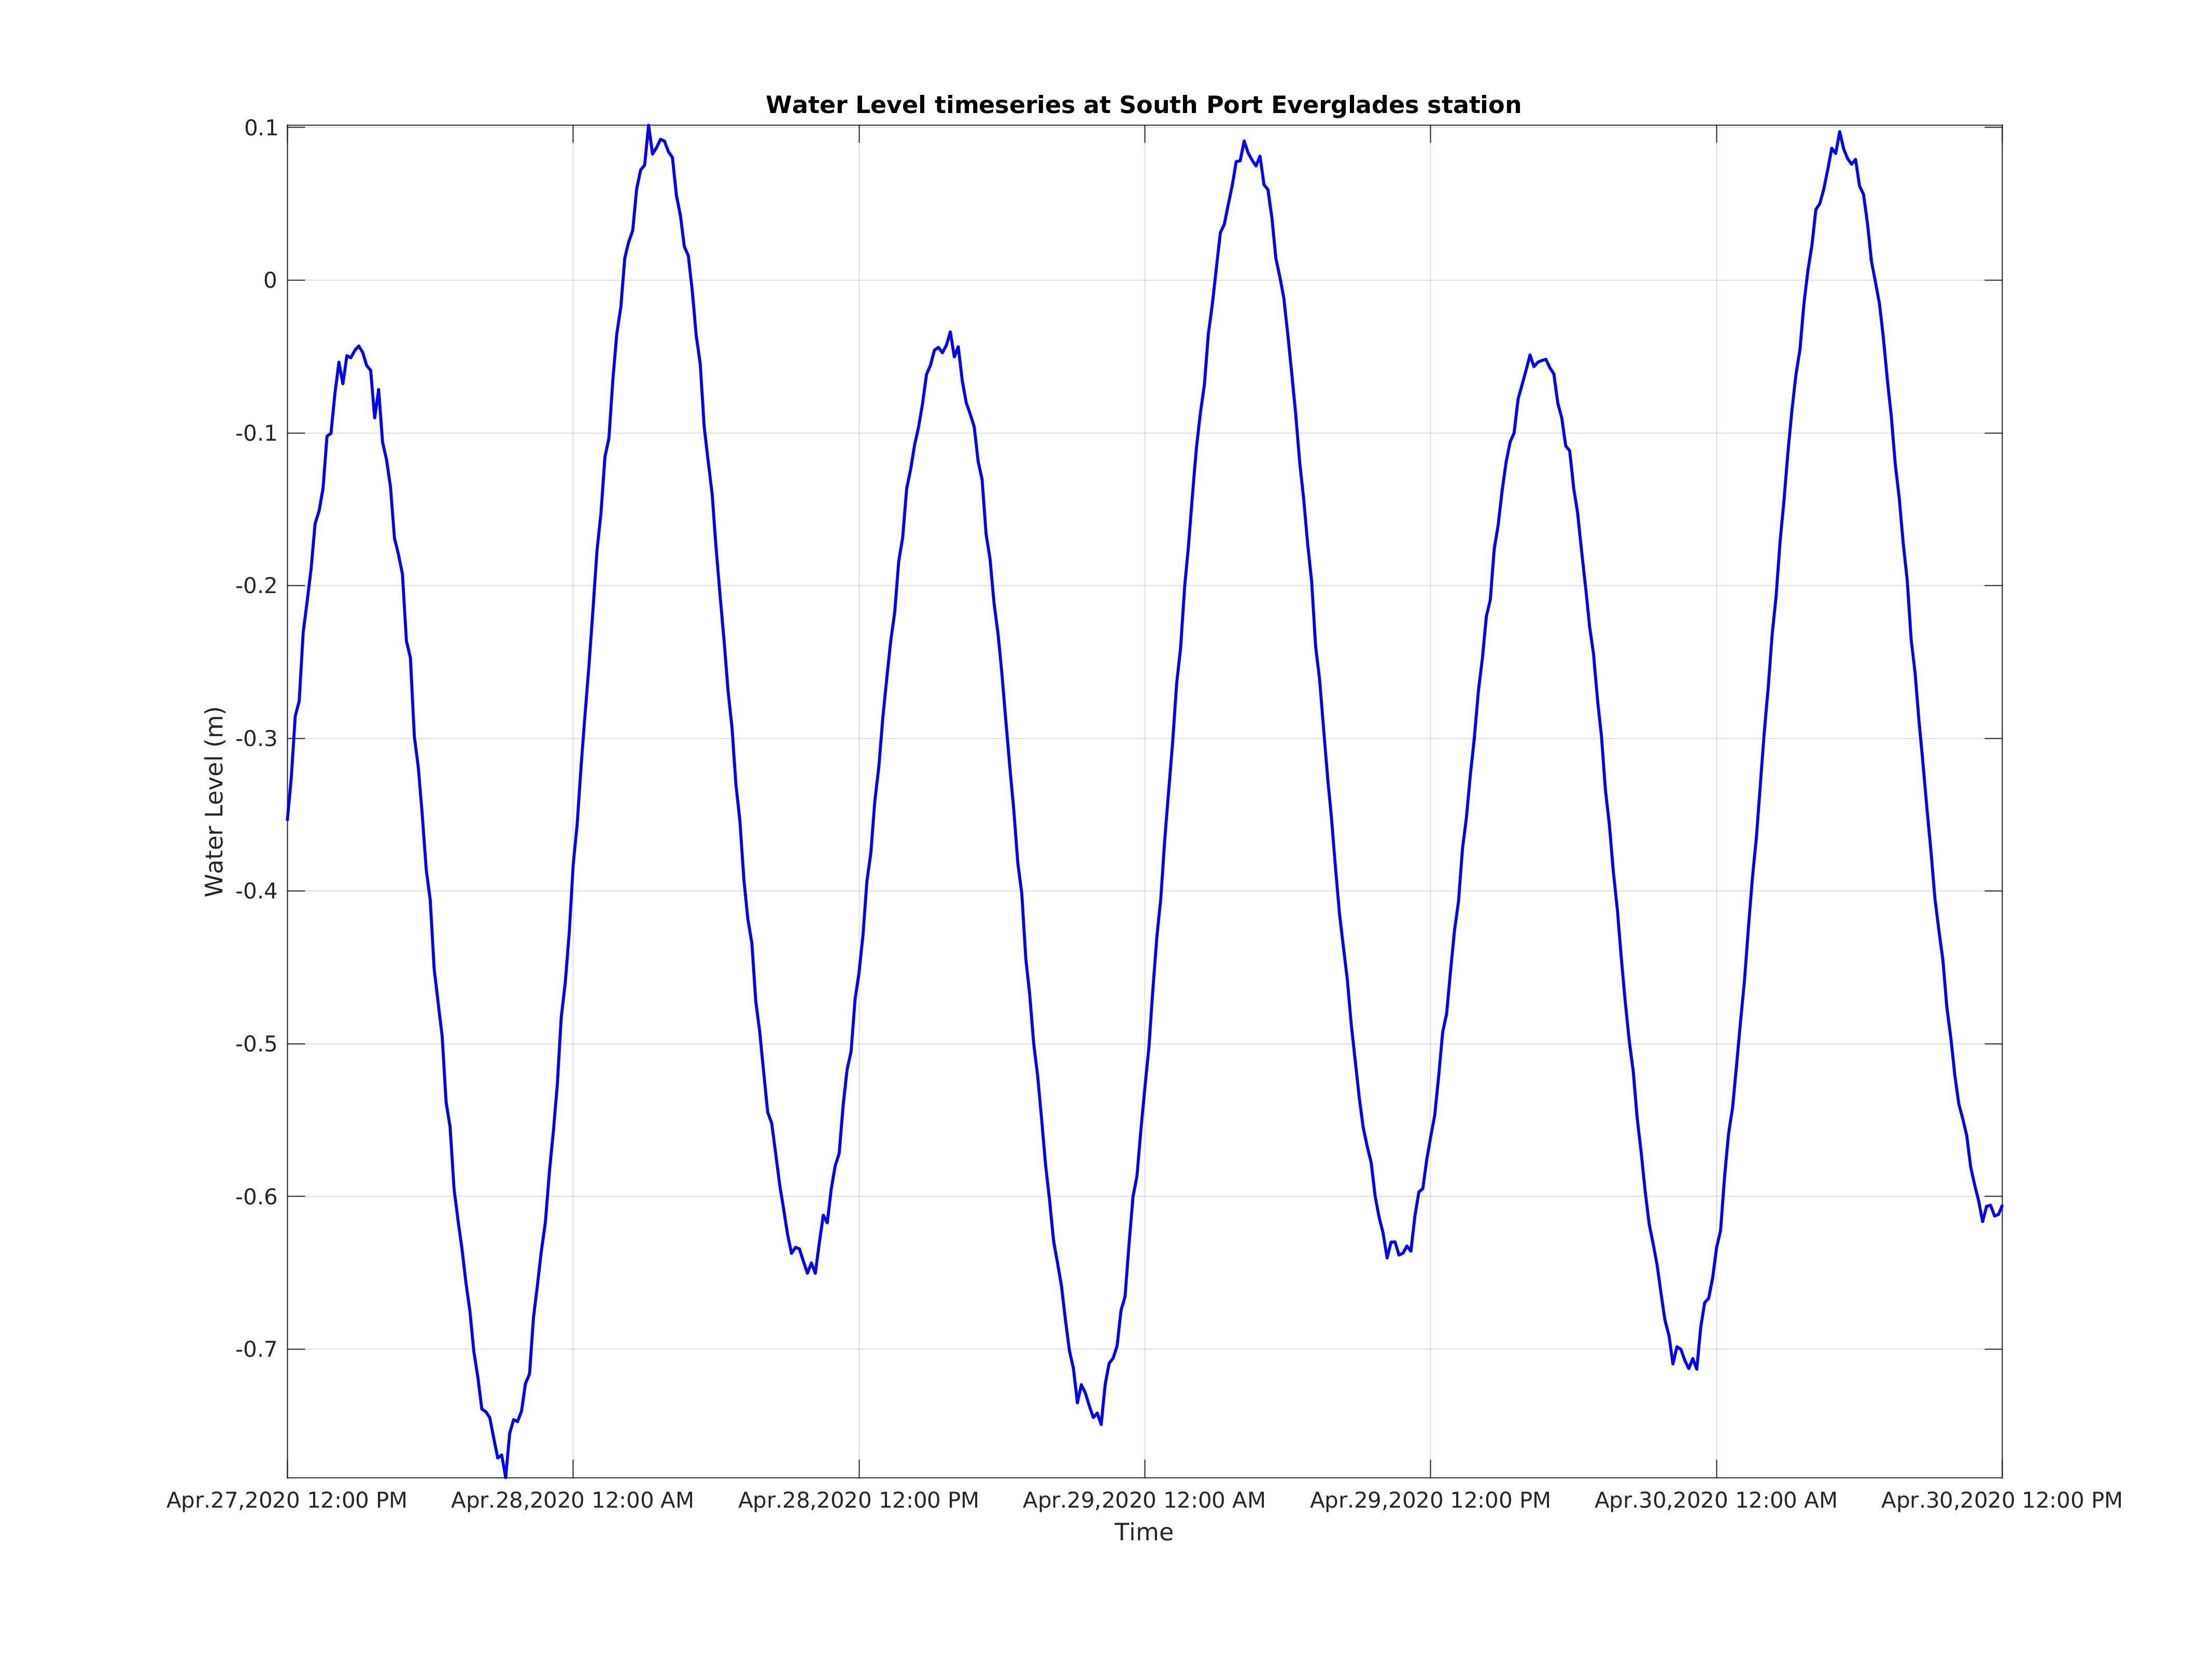 Water Level timeseries at South Port Everglades station
0.1
0
-0.1
-0.2
-0.3
-0.4
-0.5
-0.6
-0.7
Water Level (m)
Apr.27,2020 12:00 PM Apr.28,2020 12:00 AM Apr.28,2020 12:00 PM Apr.29,2020 12:00 AM Apr.29,2020 12:00 PM Apr.30,2020 12:00 AM Apr.30,2020 12:00 PM
Time